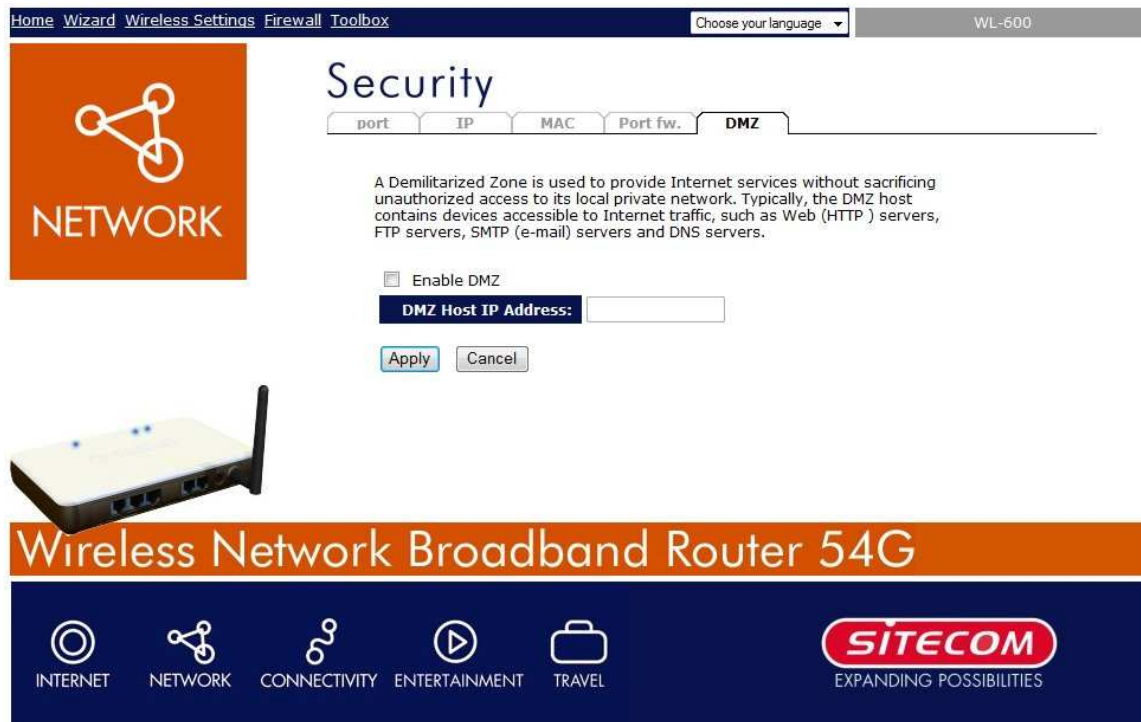 Home Wizard Wireless Settings Firewall Toolbox Choose your language WL-600
NETWORK
Security
port IP MAC Port fw. DMZ
A Demilitarized Zone is used to provide Internet services without sacrificing
unauthorized access to its local private network. Typically, the DMZ host
contains devices accessible to Internet traffic, such as Web (HTTP ) servers,
FTP servers, SMTP (e-mail) servers and DNS servers.
Enable DMZ
DMZ Host IP Address:
Apply Cancel
Wireless Network Broadband Router 54G
INTERNET NETWORK CONNECTIVITY ENTERTAINMENT TRAVEL
SITECOM
EXPANDING POSSIBILITIES